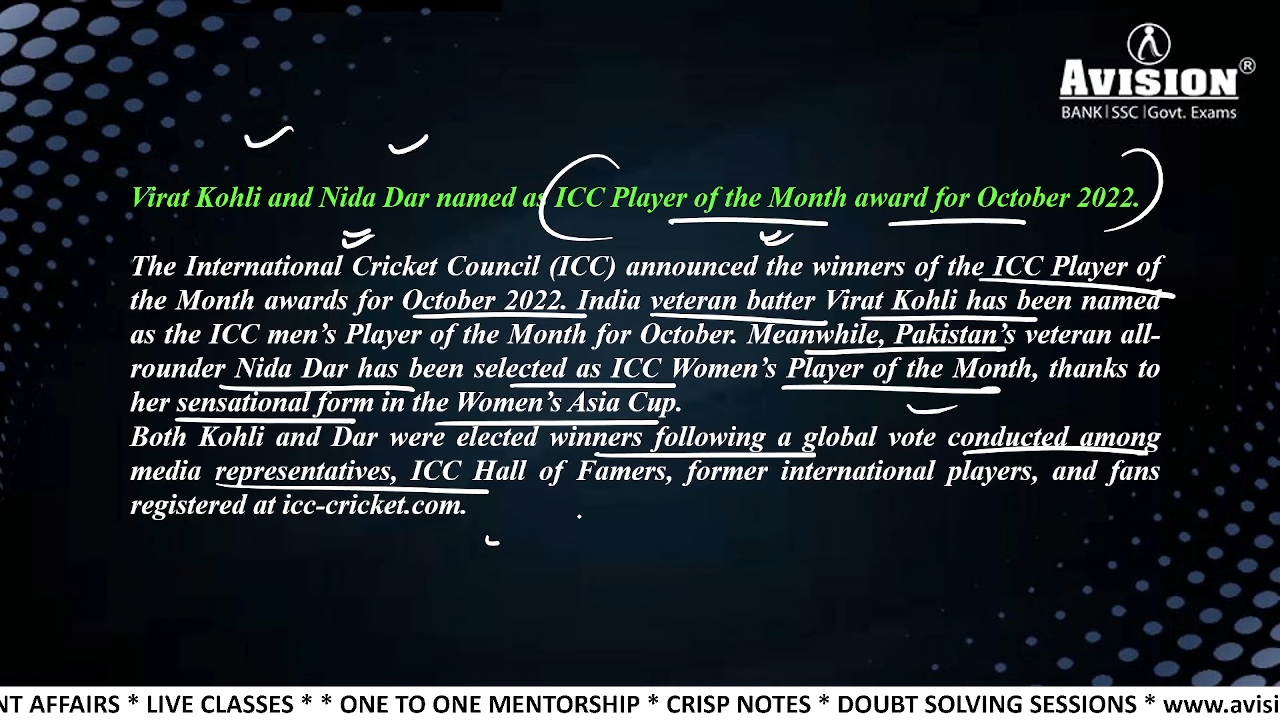 AVISION®
BANK|SSC|Govt. Exams
Virat Kohli and Nida Dar named as ICC Player of the Month award for October 2022.
The International Cricket Council (ICC) announced the winners of the ICC Player of
the Month awards for October 2022. India veteran batter Virat Kohli has been named
as the ICC men's Player of the Month for October. Meanwhile, Pakistan's veteran all-
rounder Nida Dar has been selected as ICC Women's Player of the Month, thanks to
her sensational form in the Women's Asia Cup.
Both Kohli and Dar were elected winners following a global vote conducted among
media representatives, ICC Hall of Famers, former international players, and fans
registered at icc-cricket.com.
NT AFFAIRS * LIVE CLASSES * * ONE TO ONE MENTORSHIP * CRISP NOTES * DOUBT SOLVING SESSIONS * www.avisi